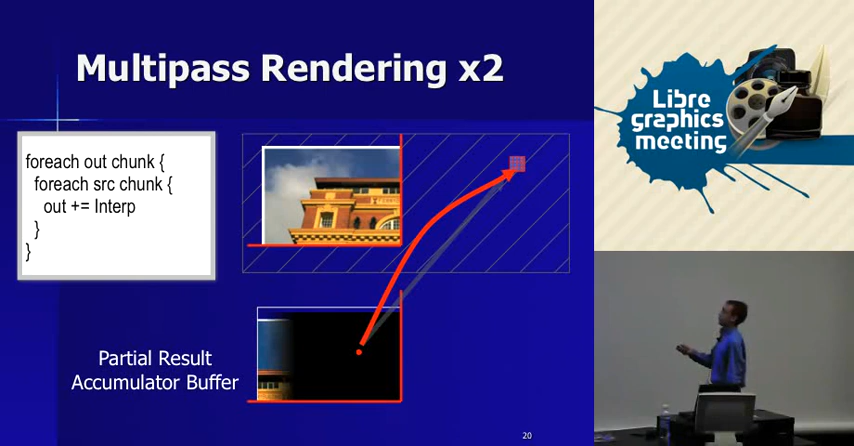 Multipass Rendering x2
foreach out chunk {
foreach src chunk {
out += Interp
}
}
Partial Result
Accumulator Buffer
20
Libre
graphics
meeting